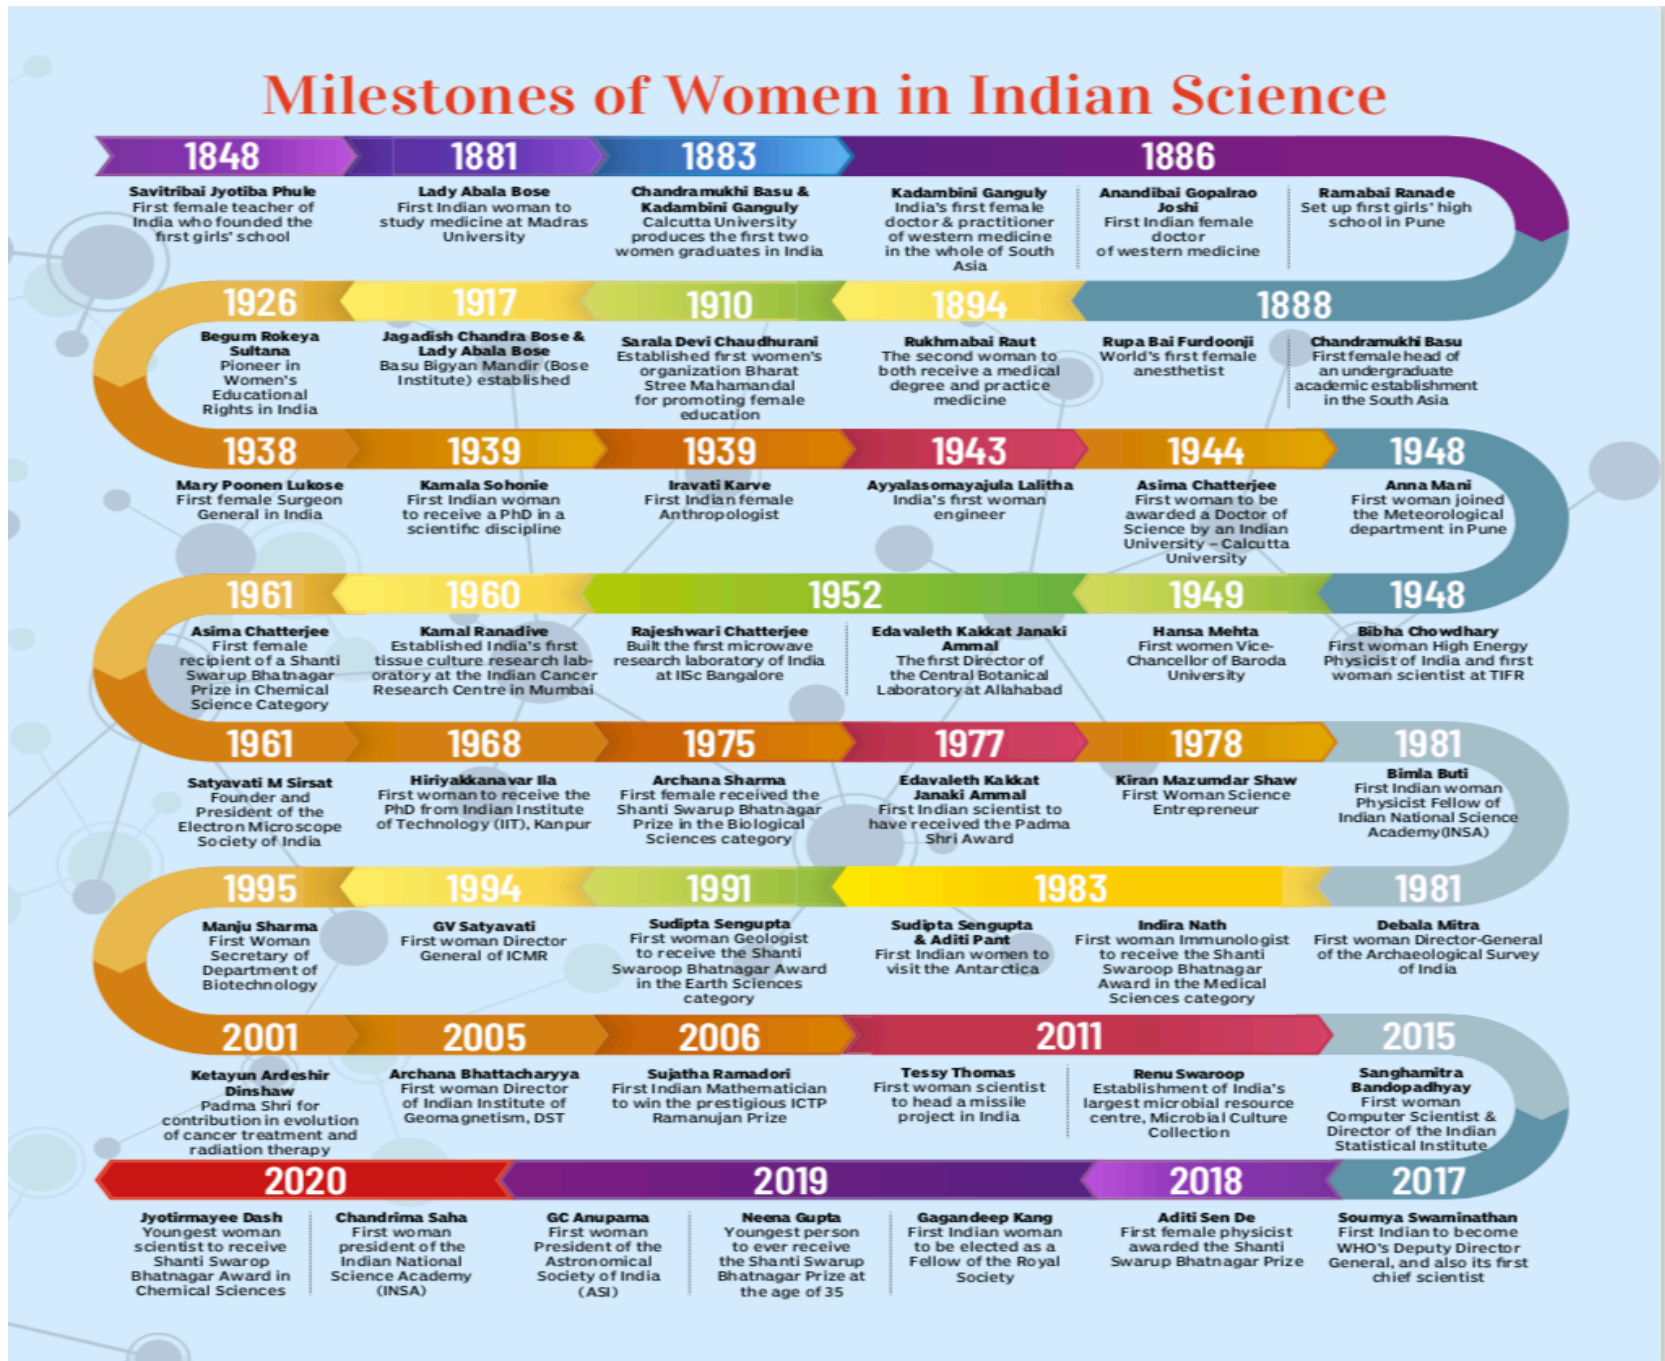 Milestones of Women in Indian Science
1848
Savitribai Jyotiba Phule
First female teacher of
India who founded the
first girls' school
1881
Lady Abala Bose
First Indian woman to
study medicine at Madras
University
1883
Chandramukhi Basu &
Kadambini Ganguly
Calcutta University
produces the first two
women graduates in India
1886
Kadambini Ganguly
India's first female
doctor & practitioner
of western medicine
in the whole of South
Asia
Anandibai Gopalrao
Joshi
First Indian female
doctor
of western medicine
Ramabai Ranade
Set up first girls' high
school in Pune
1888
Chandramukhi Basu
First female head of
an undergraduate
academic establishment
in the South Asia
Rupa Bai Furdoonji
World's first female
anesthetist
1894
Rukhmabai Raut
The second woman to
both receive a medical
degree and practice
medicine
1910
Sarala Devi Chaudhurani
Established first women's
organization Bharat
Stree Mahamandal
for promoting female
education
1917
Jagadish Chandra Bose &
Lady Abala Bose
Basu Bigyan Mandir (Bose
Institute) established
1926
Begum Rokeya
Sultana
Pioneer in
Women's
Educational
Rights in India
1938
Mary Poonen Lukose
First female Surgeon
General in India
1939
Kamala Sohonie
First Indian woman
to receive a PhD in a
scientific discipline
1939
Iravati Karve
First Indian female
Anthropologist
1943
Ayyalasomayajula Lalitha
India's first woman
engineer
1944
Asima Chatterjee
First woman to be
awarded a Doctor of
Science by an Indian
University – Calcutta
University
1948
Anna Mani
First woman joined
the Meteorological
department in Pune
1948
Bibha Chowdhary
First woman High Energy
Physicist of India and first
woman scientist at TIFR
1949
Hansa Mehta
First women Vice-
Chancellor of Baroda
University
1952
Edavaleth Kakkat Janaki
Ammal
The first Director of
the Central Botanical
Laboratory at Allahabad
Rajeshwari Chatterjee
Built the first microwave
research laboratory of India
at IISc Bangalore
1960
Kamal Ranadive
Established India's first
tissue culture research lab-
oratory at the Indian Cancer
Research Centre in Mumbai
1961
Asima Chatterjee
First female
recipient of a Shanti
Swarup Bhatnagar
Prize in Chemical
Science Category
1961
Satyavati M Sirsat
Founder and
President of the
Electron Microscope
Society of India
1968
Hiriyakkanavar Ila
First woman to receive the
PhD from Indian Institute
of Technology (IIT), Kanpur
1975
Archana Sharma
First female received the
Shanti Swarup Bhatnagar
Prize in the Biological
Sciences category
1977
Edavaleth Kakkat
Janaki Ammal
First Indian scientist to
have received the Padma
Shri Award
1978
Kiran Mazumdar Shaw
First Woman Science
Entrepreneur
1981
Bimla Buti
First Indian woman
Physicist Fellow of
Indian National Science
Academy(INSA)
1981
Debala Mitra
First woman Director-General
of the Archaeological Survey
of India
1983
Indira Nath
First woman Immunologist
to receive the Shanti
Swaroop Bhatnagar
Award in the Medical
Sciences category
Sudipta Sengupta
& Aditi Pant
First Indian women to
visit the Antarctica
1991
Sudipta Sengupta
First woman Geologist
to receive the Shanti
Swaroop Bhatnagar Award
in the Earth Sciences
category
1994
GV Satyavati
First woman Director
General of ICMR
1995
Manju Sharma
First Woman
Secretary of
Department of
Biotechnology
2001
Ketayun Ardeshir
Dinshaw
Padma Shri for
contribution in evolution
of cancer treatment and
radiation therapy
2005
Archana Bhattacharyya
First woman Director
of Indian Institute of
Geomagnetism, DST
2006
Sujatha Ramadori
First Indian Mathematician
to win the prestigious ICTP
Ramanujan Prize
2011
Tessy Thomas
First woman scientist
to head a missile
project in India
Renu Swaroop
Establishment of India's
largest microbial resource
centre, Microbial Culture
Collection
2015
Sanghamitra
Bandopadhyay
First woman
Computer Scientist &
Director of the Indian
Statistical Institute
2017
Soumya Swaminathan
First Indian to become
WHO's Deputy Director
General, and also its first
chief scientist
2018
Aditi Sen De
First female physicist
awarded the Shanti
Swarup Bhatnagar Prize
2019
Gagandeep Kang
First Indian woman
to be elected as a
Fellow of the Royal
Society
Neena Gupta
Youngest person
to ever receive
the Shanti Swarup
Bhatnagar Prize at
the age of 35
GC Anupama
First woman
President of the
Astronomical
Society of India
(ASI)
2020
Chandrima Saha
First woman
president of the
Indian National
Science Academy
(INSA)
Jyotirmayee Dash
Youngest woman
scientist to receive
Shanti Swarop
Bhatnagar Award in
Chemical Sciences